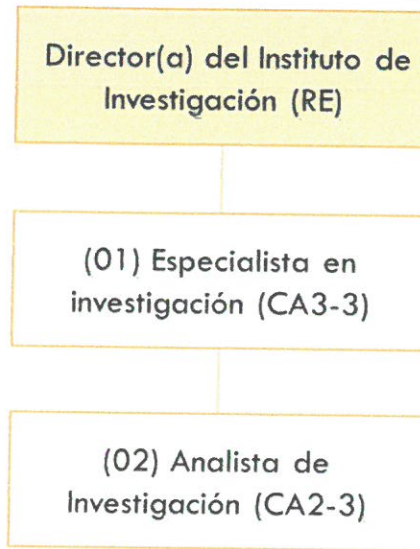 Director(a) del Instituto de
Investigación (RE)
(01) Especialista en
investigación (CA3-3)
(02) Analista de
Investigación (CA2-3)